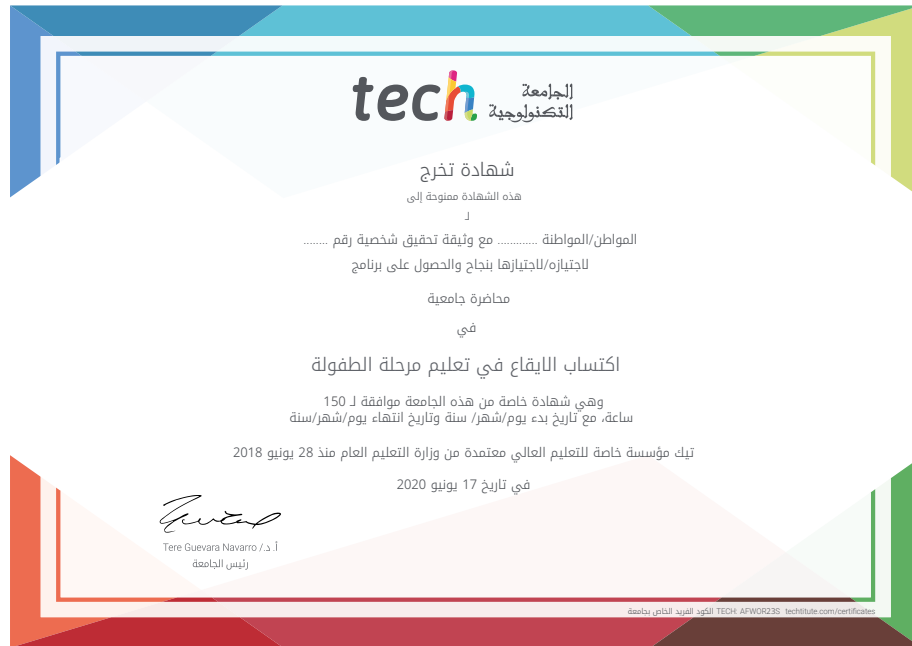 tech الجامعة
التكنولوجية
شهادة تخرج
هذه الشهادة ممنوحة إلى
لـ
المواطن/المواطنة ............ مع وثيقة تحقيق شخصية رقم ........
لاجتيازه/لاجتيازها بنجاح والحصول على برنامج
محاضرة جامعية
في
اكتساب الايقاع في تعليم مرحلة الطفولة
وهي شهادة خاصة من هذه الجامعة موافقة لـ 150
ساعة، مع تاريخ بدء يوم/شهر/ سنة وتاريخ انتهاء يوم/شهر/سنة
تيك مؤسسة خاصة للتعليم العالي معتمدة من وزارة التعليم العام منذ 28 يونيو 2018
في تاريخ 17 يونيو 2020
أ.د./ Tere Guevara Navarro
رئيس الجامعة
الكود الفريد الخاص بجامعة TECH: AFWOR23S techtitute.com/certificates